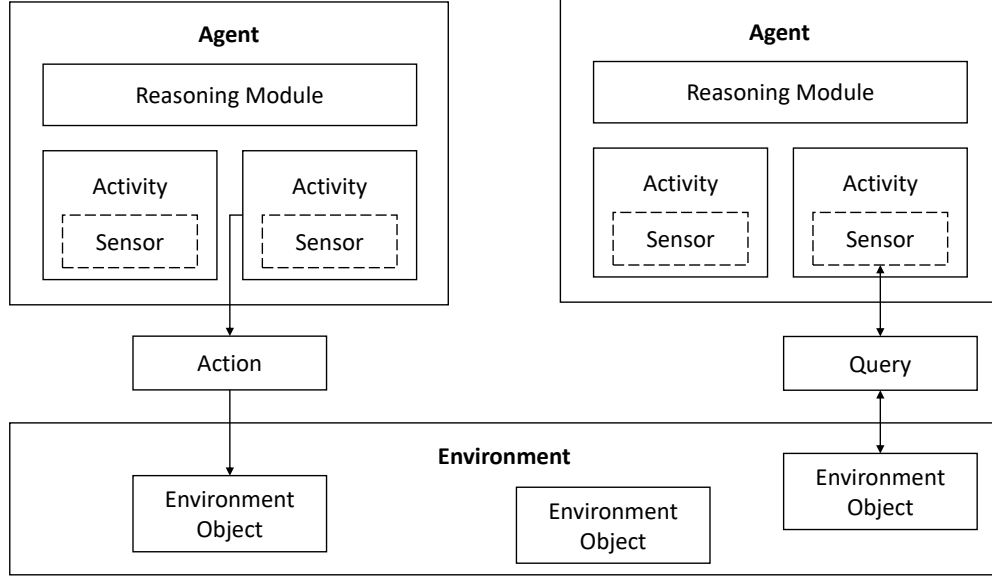 Agent
Reasoning Module
Activity
Sensor
Activity
Sensor
Agent
Reasoning Module
Activity
Sensor
Activity
Sensor
Action
Query
Environment
Environment
Object
Environment
Object
Environment
Object